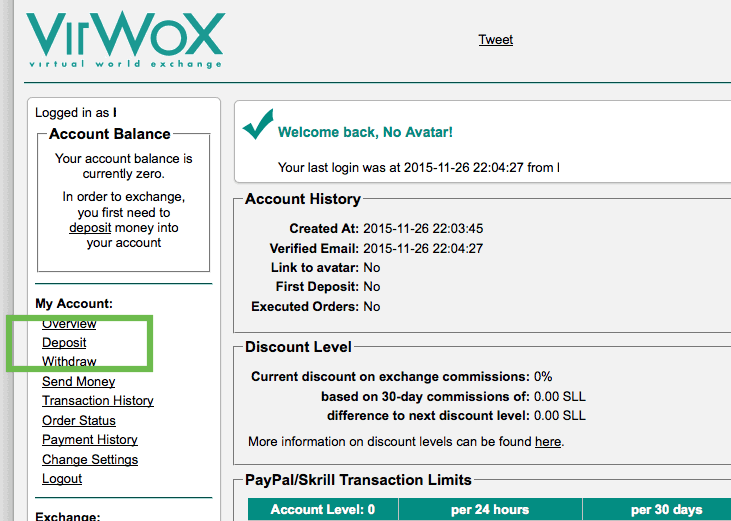 VirWoX
virtual world exchange
Tweet
Logged in as I
Account Balance
Your account balance is
currently zero.
In order to exchange,
you first need to
deposit money into
your account
My Account:
Overview
Deposit
Withdraw
Send Money
Transaction History
Order Status
Payment History
Change Settings
Logout
Exchange:
Welcome back, No Avatar!
Your last login was at 2015-11-26 22:04:27 from I
Account History
Created At: 2015-11-26 22:03:45
Verified Email: 2015-11-26 22:04:27
Link to avatar: No
First Deposit: No
Executed Orders: No
Discount Level
Current discount on exchange commissions: 0%
based on 30-day commissions of: 0.00 SLL
difference to next discount level: 0.00 SLL
More information on discount levels can be found here.
PayPal/Skrill Transaction Limits
Account Level: 0 per 24 hours per 30 days